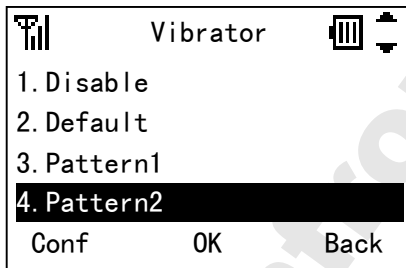 Vibrator
1.Disable
2.Default
3.Pattern1
4.Pattern2
Conf OK Back